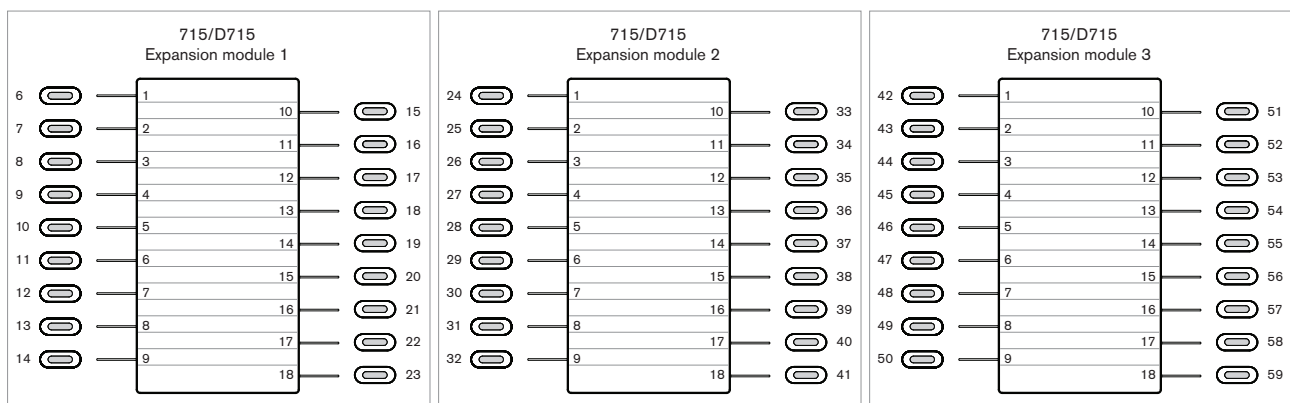 715/D715 715/D715 715/D715
Expansion module 1 Expansion module 2 Expansion module 3
6 1 24 1 42 1
10 15 10 33 10 51
7 2 25 2 43 2
11 16 11 34 11 52
8 3 26 3 44 3
12 17 12 35 12 53
9 4 27 4 45 4
13 18 13 36 13 54
10 5 28 5 46 5
14 19 14 37 14 55
11 6 29 6 47 6
15 20 15 38 15 56
12 7 30 7 48 7
16 21 16 39 16 57
13 8 31 8 49 8
17 22 17 40 17 58
14 9 32 9 50 9
18 23 18 41 18 59